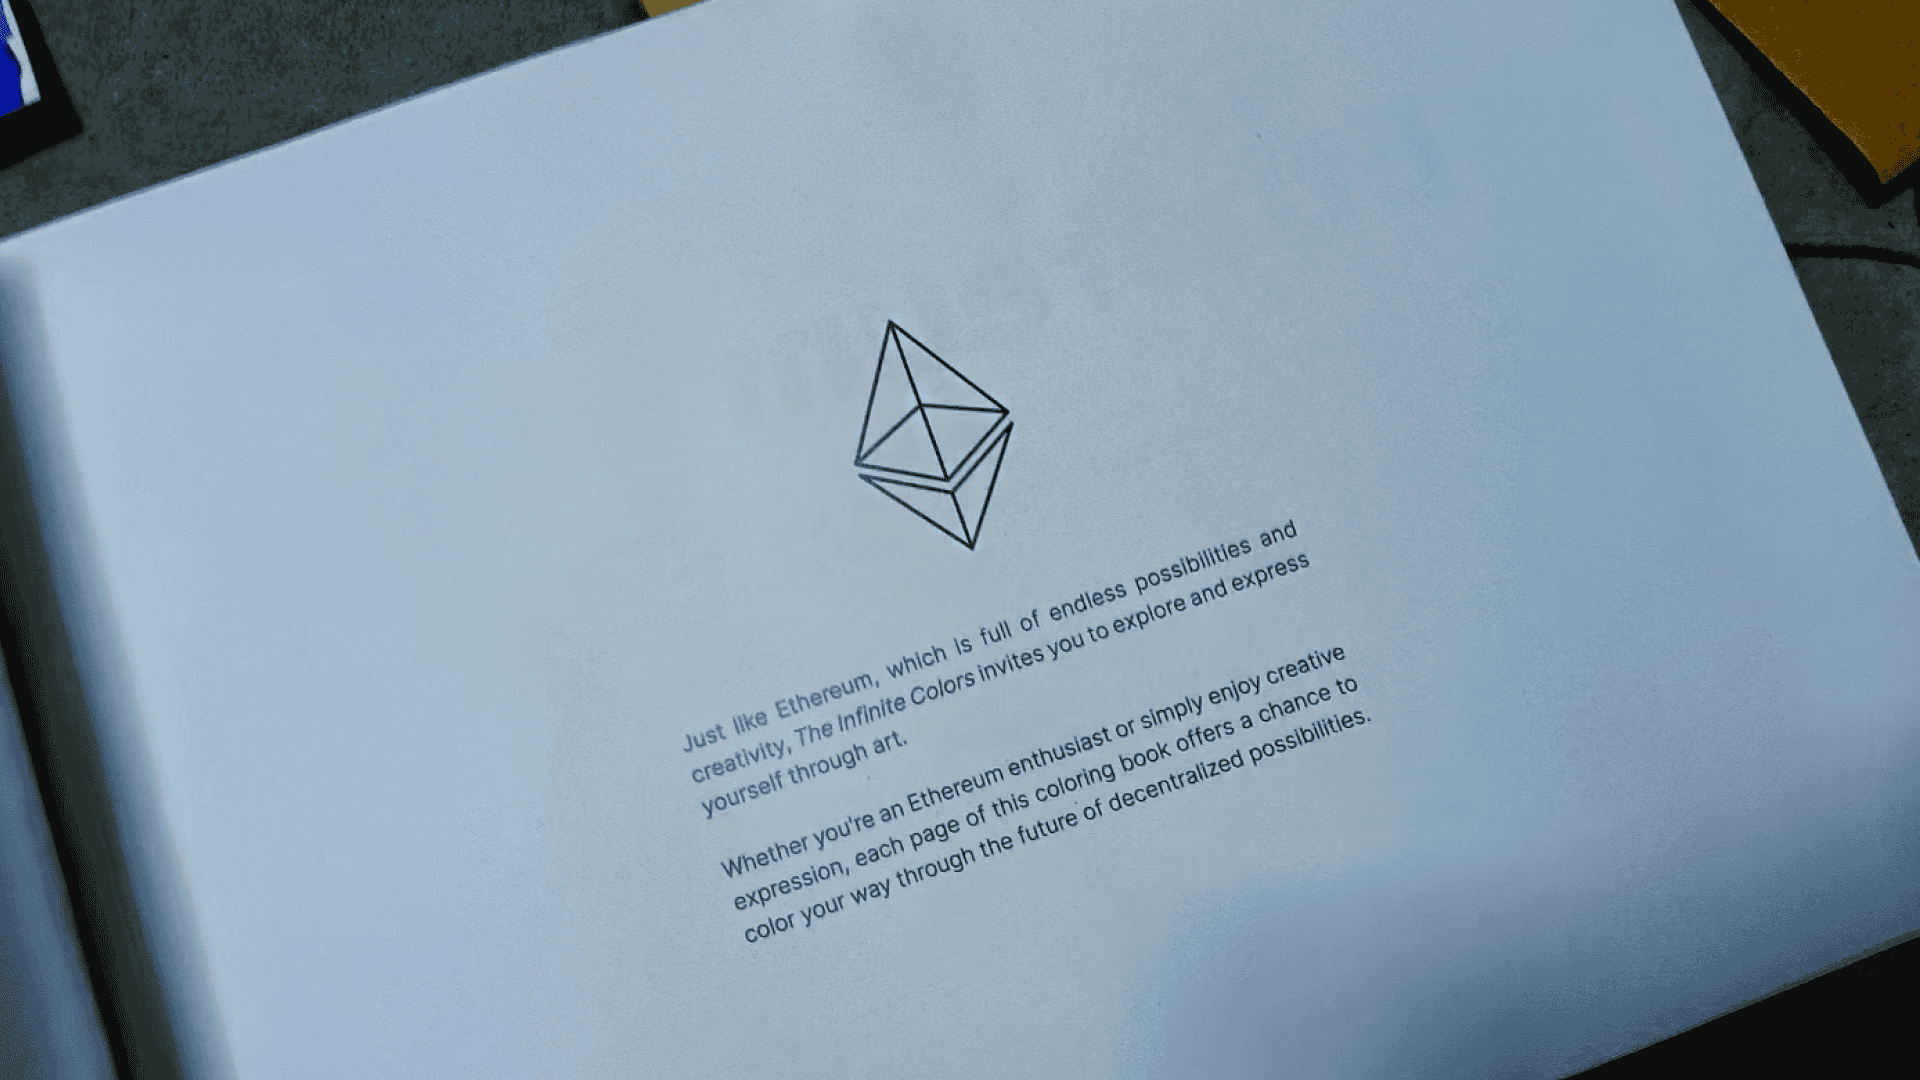 Just like Ethereum, which is full of endless possibilities and
creativity, The Infinite Colors invites you to explore and express
yourself through art.
Whether you're an Ethereum enthusiast or simply enjoy creative
expression, each page of this coloring book offers a chance to
color your way through the future of decentralized possibilities.